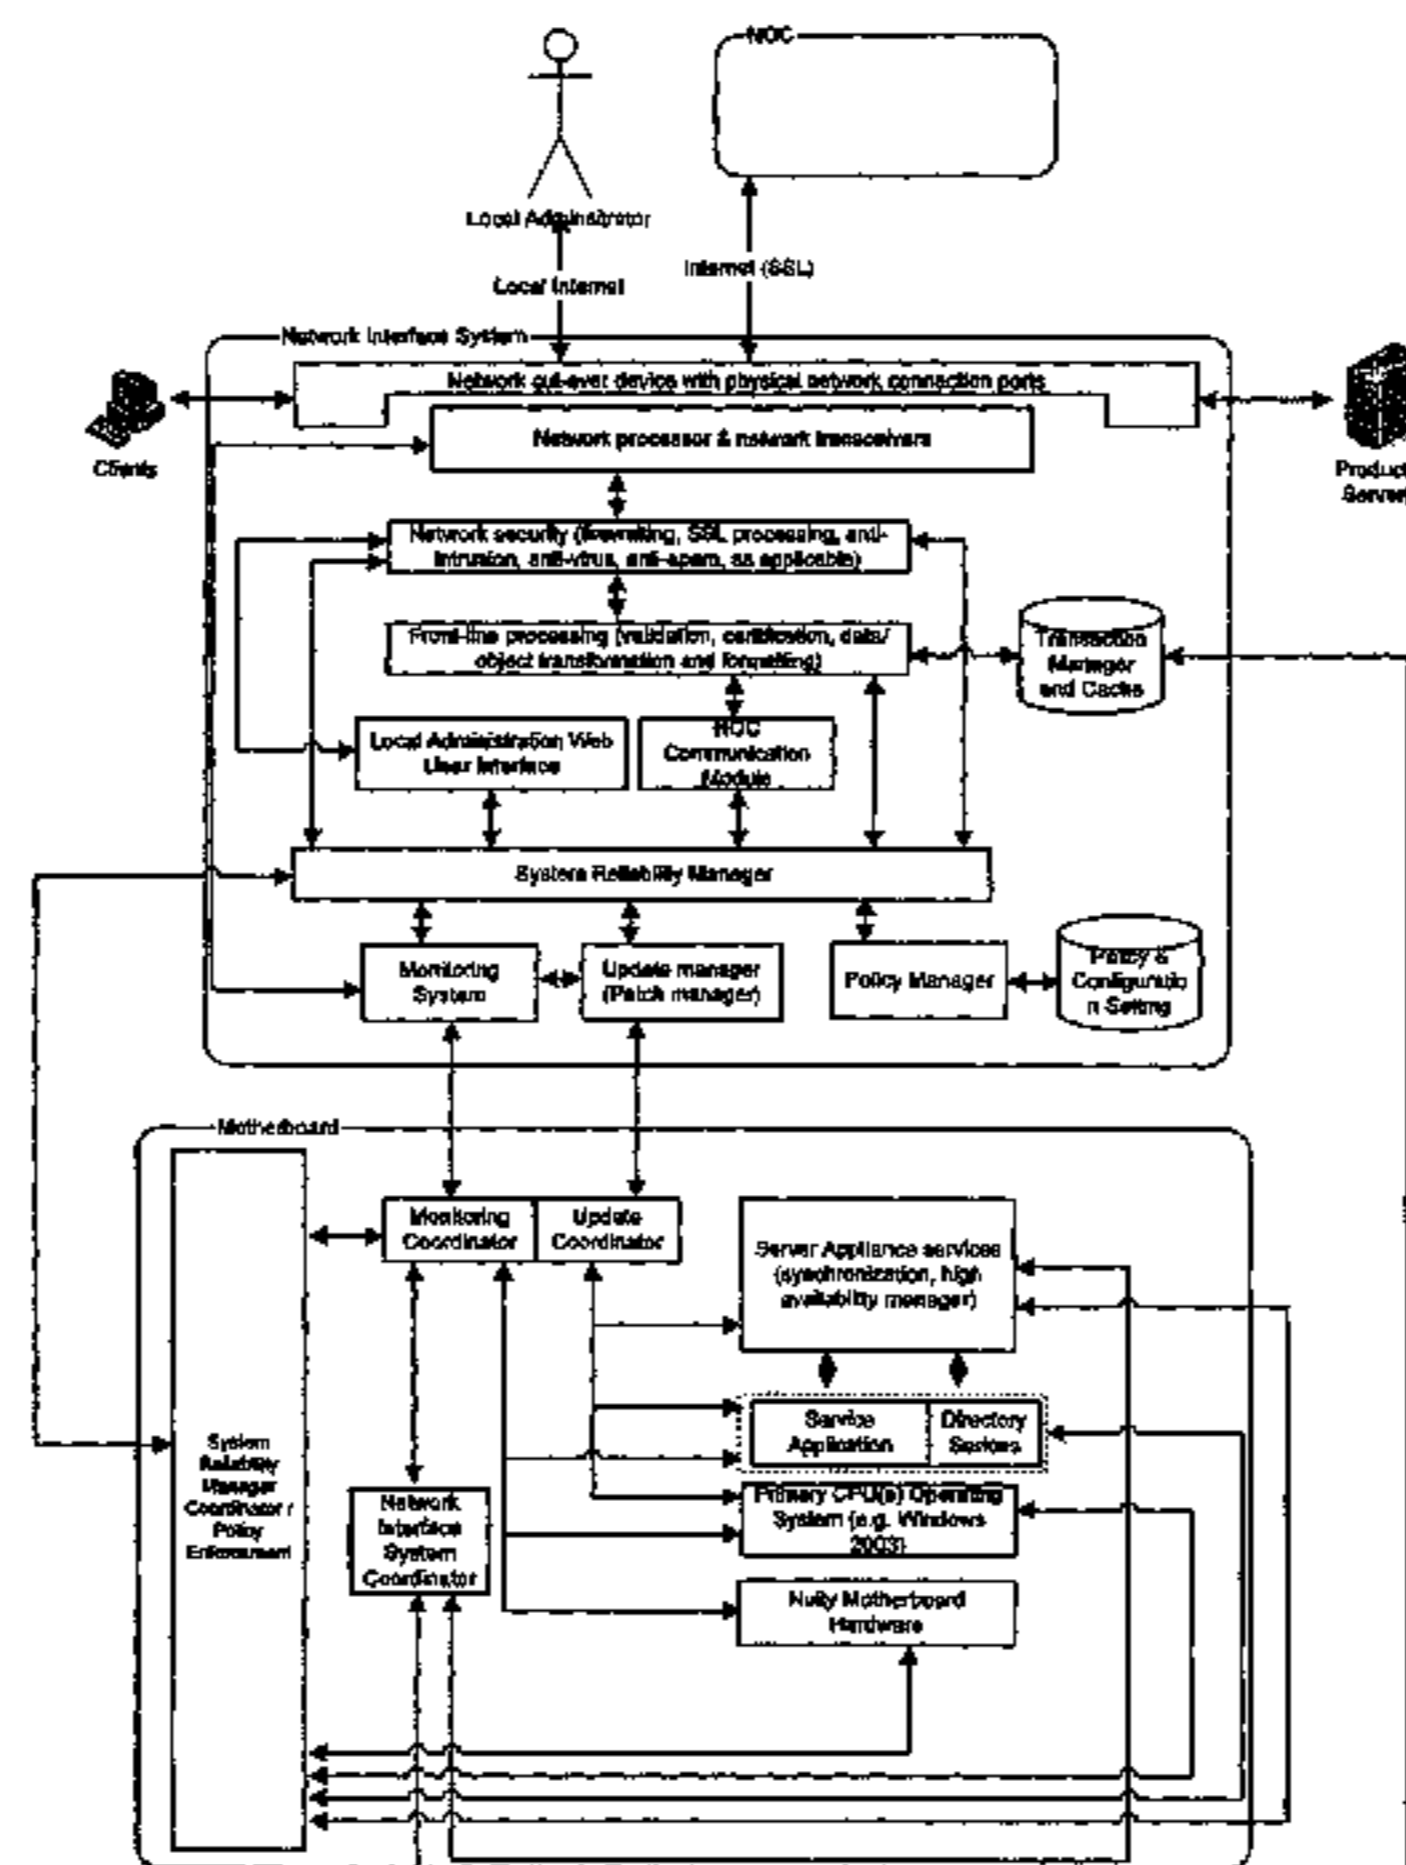 NOC
Local Administrator
Internet (SSL)
Local Internet
Network Interface System
Network cut-over device with physical network connection ports
Network processor & network transceivers
Clients
Product
Server
Network security (firewalling, SSL processing, anti-
intrusion, anti-virus, anti-spam, as applicable)
Front-line processing (validation, certification, data/
object transformation and formatting)
Transaction
Manager
and Cache
Local Administration Web
User Interface
NOC
Communication
Module
System Reliability Manager
Monitoring
System
Update manager
(Patch manager)
Policy Manager
Policy &
Configuratio
n Setting
Motherboard
Monitoring
Coordinator
Update
Coordinator
Server Appliance services
(synchronization, high
availability manager)
Service
Application
Directory
System
Reliability
Manager
Coordinator /
Policy
Enforcement
Network
Interface
System
Coordinator
Primary CPU(s) Operating
System (e.g. Windows
2003)
Motherboard
Hardware